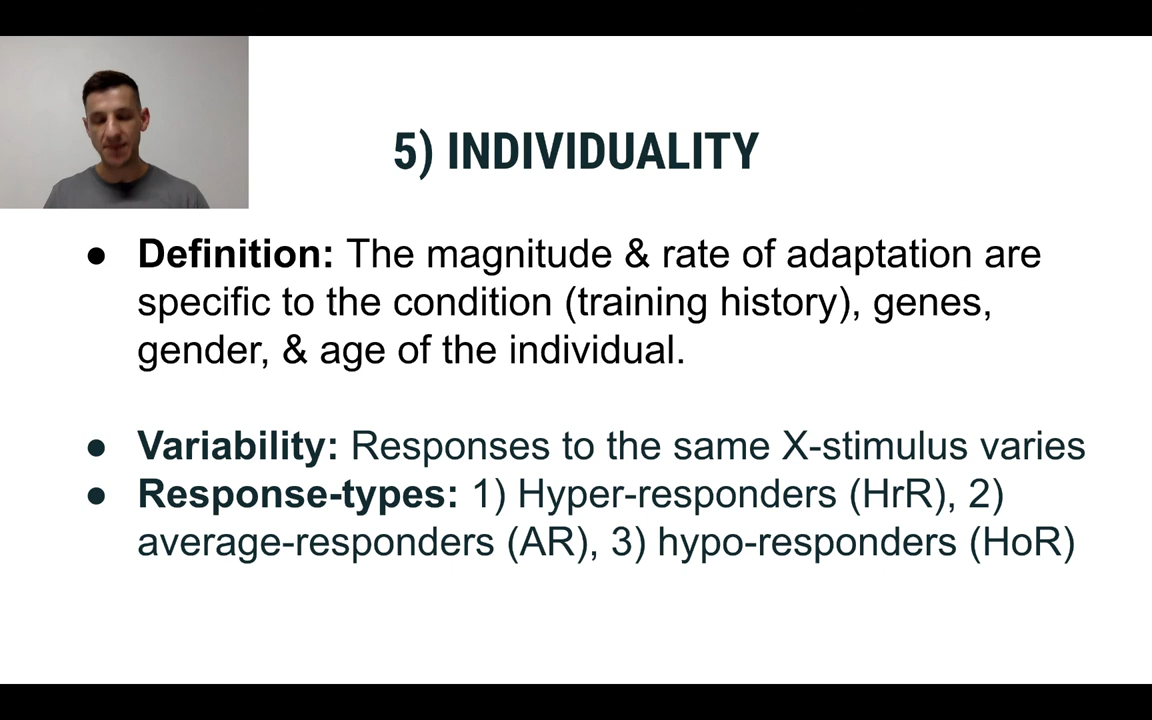 5) INDIVIDUALITY
● Definition: The magnitude & rate of adaptation are
specific to the condition (training history), genes,
gender, & age of the individual.
● Variability: Responses to the same X-stimulus varies
● Response-types: 1) Hyper-responders (HrR), 2)
average-responders (AR), 3) hypo-responders (HoR)